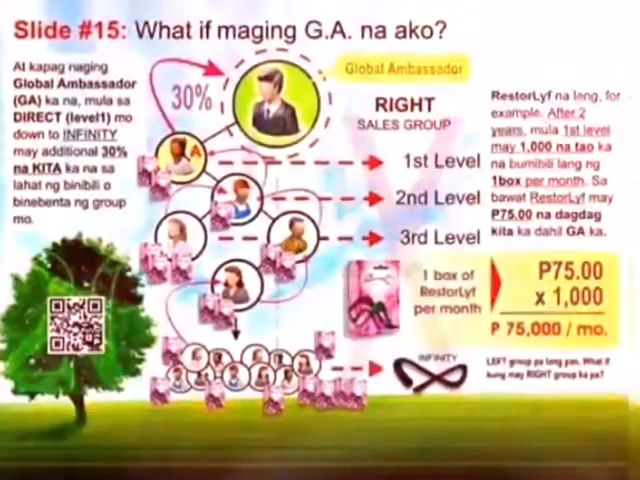 Slide #15: What if maging G.A. na ako?
At kapag naging
Global Ambassador
(GA) ka na, mula sa
DIRECT (level1) mo
down to INFINITY
may additional 30%
na KITA ka na sa
lahat ng binibili o
binebenta ng group
mo.
30%
A
Global Ambassador
RIGHT
SALES GROUP
1st Level
2nd Level
3rd Level
1 box of
RestorLyf
per month
INFINITY
RestorLyf na lang, for
example. After 2
years, mula 1st level
may 1,000 na tao ka
na bumibili lang ng
1box per month. Sa
bawat RestorLyf may
P75.00 na dagdag
kita ka dahil GA ka.
P75.00
x 1,000
P 75,000 / mo.
LEFT group pa lang yan. What if
kung may RIGHT group ka pa?